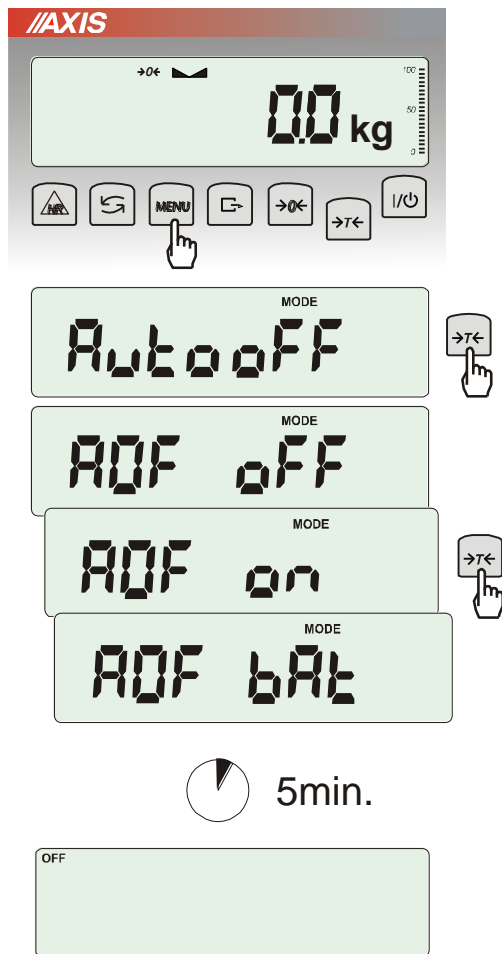 //AXIS
→0←
100
50
0
0.0 kg
HiR
MENU
→0←
→T←
I/⏻
MODE
AutooFF
→T←
MODE
AOF oFF
MODE
AOF on
→T←
MODE
AOF bAt
5min.
OFF